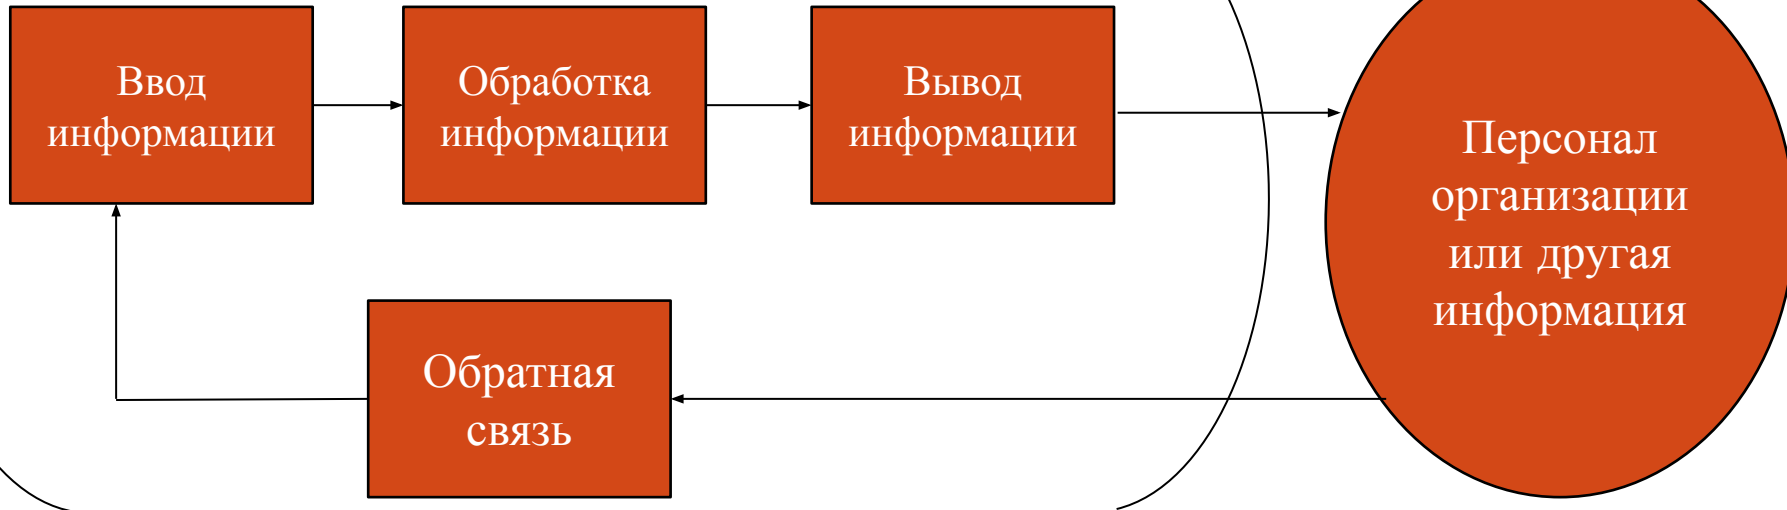 Ввод
информации
Обработка
информации
Вывод
информации
Персонал
организации
или другая
информация
Обратная
связь